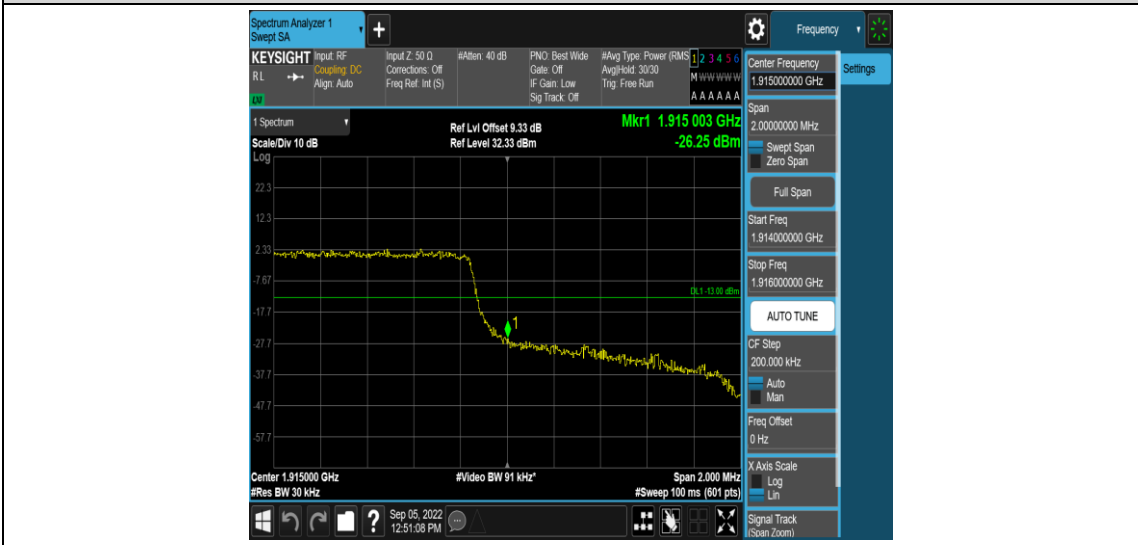 Spectrum Analyzer 1
Swept SA
+
Frequency
KEYSIGHT
RL
LXI
Input: RF
Coupling: DC
Align: Auto
Input Z: 50 Ω
Corrections: Off
Freq Ref: Int (S)
#Atten: 40 dB
PNO: Best Wide
Gate: Off
IF Gain: Low
Sig Track: Off
#Avg Type: Power (RMS
Avg|Hold: 30/30
Trig: Free Run
1 2 3 4 5 6
M W W W W W
A A A A A A
1 Spectrum
Scale/Div 10 dB
Log
Ref Lvl Offset 9.33 dB
Ref Level 32.33 dBm
Mkr1 1.915 003 GHz
-26.25 dBm
22.3
12.3
2.33
-7.67
DL1 -13.00 dBm
-17.7
1
-27.7
-37.7
-47.7
-57.7
Center 1.915000 GHz
#Res BW 30 kHz
#Video BW 91 kHz*
Span 2.000 MHz
#Sweep 100 ms (601 pts)
Center Frequency
1.915000000 GHz
Settings
Span
2.00000000 MHz
Swept Span
Zero Span
Full Span
Start Freq
1.914000000 GHz
Stop Freq
1.916000000 GHz
AUTO TUNE
CF Step
200.000 kHz
Auto
Man
Freq Offset
0 Hz
X Axis Scale
Log
Lin
Signal Track
(Span Zoom)
?
Sep 05, 2022
12:51:08 PM